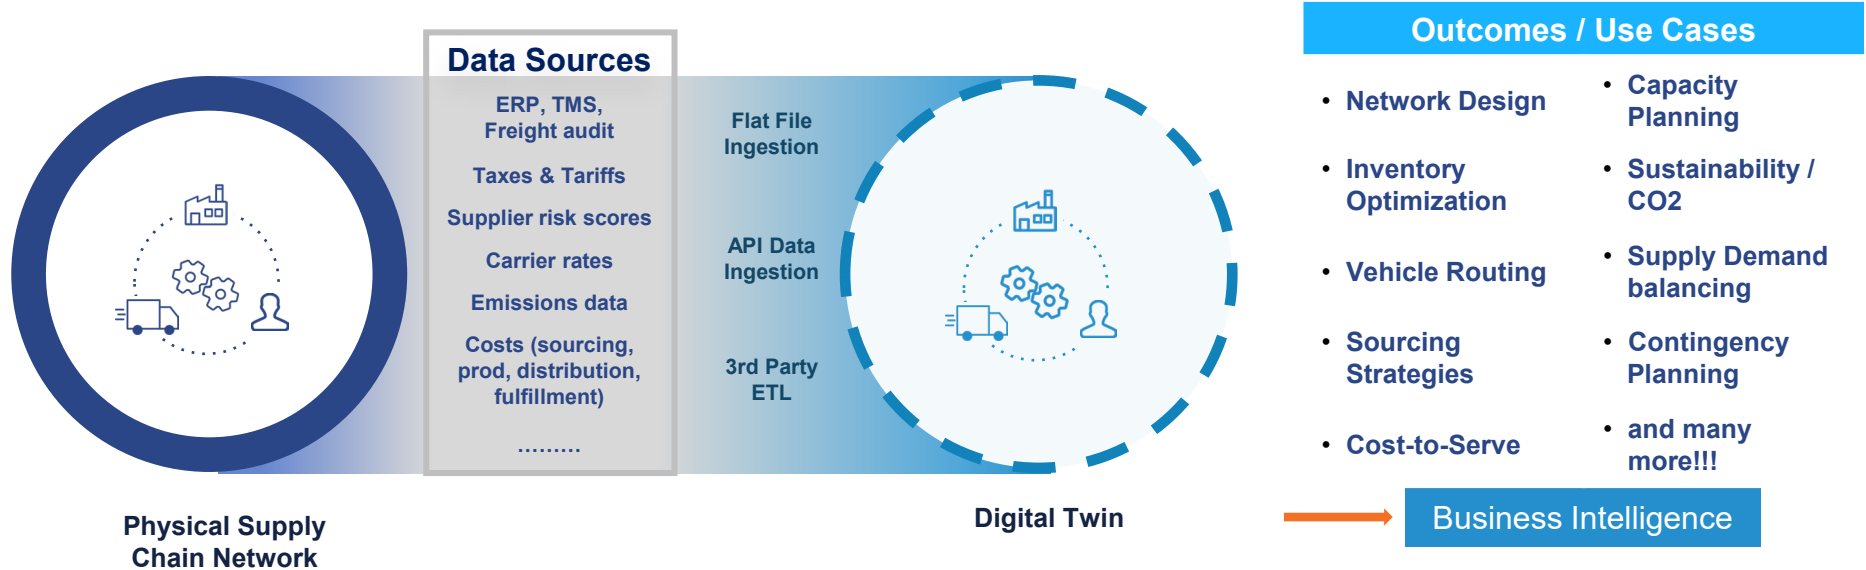 Data Sources
ERP, TMS,
Freight audit
Taxes & Tariffs
Supplier risk scores
Carrier rates
Emissions data
Costs (sourcing,
prod, distribution,
fulfillment)
.........
Flat File
Ingestion
API Data
Ingestion
3rd Party
ETL
Physical Supply
Chain Network
Digital Twin
Outcomes / Use Cases
• Network Design
• Inventory
Optimization
• Vehicle Routing
• Sourcing
Strategies
• Cost-to-Serve
• Capacity
Planning
• Sustainability /
CO2
• Supply Demand
balancing
• Contingency
Planning
• and many
more!!!
Business Intelligence